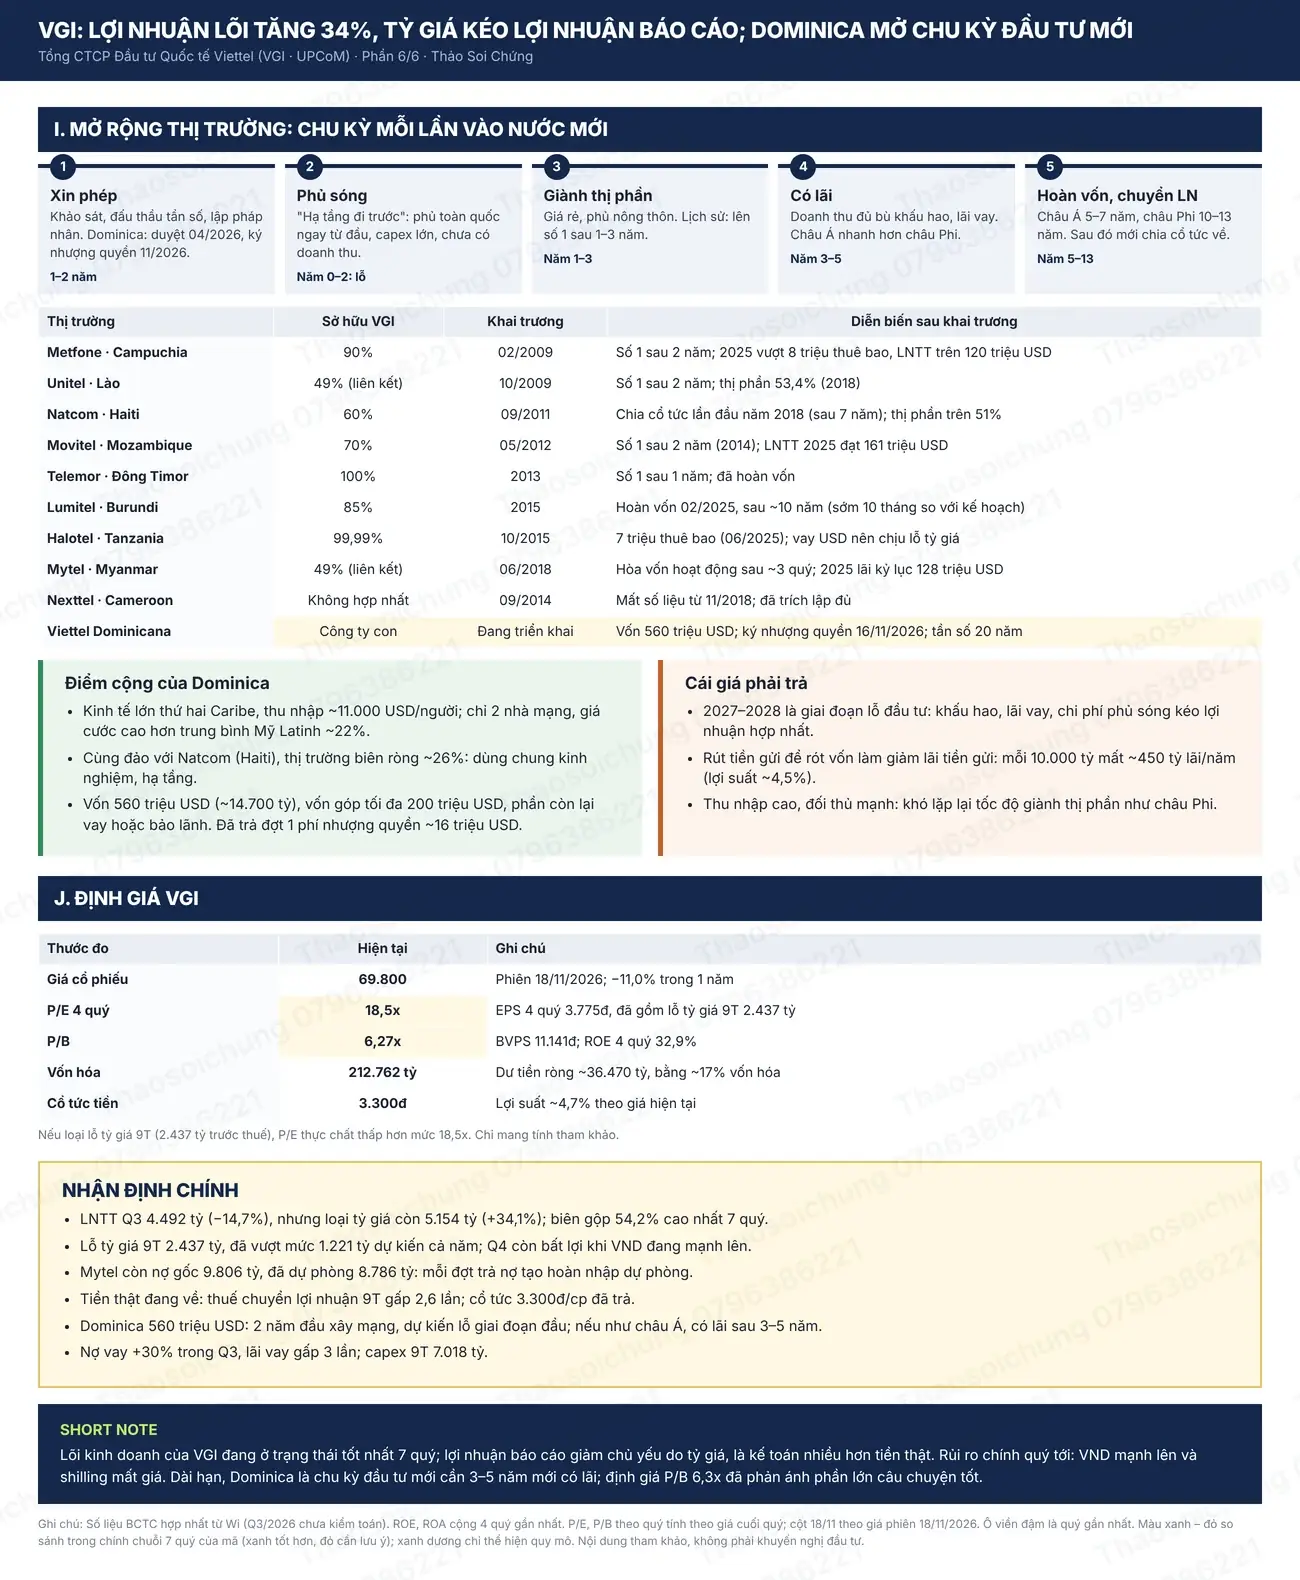 VGI: LỢI NHUẬN LÕI TĂNG 34%, TỶ GIÁ KÉO LỢI NHUẬN BÁO CÁO; DOMINICA MỞ CHU KỲ ĐẦU TƯ MỚI
Tổng CTCP Đầu tư Quốc tế Viettel (VGI · UPCoM) · Phần 6/6 · Thảo Soi Chứng
I. MỞ RỘNG THỊ TRƯỜNG: CHU KỲ MỖI LẦN VÀO NƯỚC MỚI
1
Xin phép
Khảo sát, đấu thầu tần số, lập pháp
nhân. Dominica: duyệt 04/2026, ký
nhượng quyền 11/2026.
1–2 năm
2
Phủ sóng
"Hạ tầng đi trước": phủ toàn quốc
ngay từ đầu, capex lớn, chưa có
doanh thu.
Năm 0–2: lỗ
3
Giành thị phần
Giá rẻ, phủ nông thôn. Lịch sử: lên
số 1 sau 1–3 năm.
Năm 1–3
4
Có lãi
Doanh thu đủ bù khấu hao, lãi vay.
Châu Á nhanh hơn châu Phi.
Năm 3–5
5
Hoàn vốn, chuyển LN
Châu Á 5–7 năm, châu Phi 10–13
năm. Sau đó mới chia cổ tức về.
Năm 5–13
Thị trường Sở hữu VGI Khai trương Diễn biến sau khai trương
Metfone · Campuchia 90% 02/2009 Số 1 sau 2 năm; 2025 vượt 8 triệu thuê bao, LNTT trên 120 triệu USD
Unitel · Lào 49% (liên kết) 10/2009 Số 1 sau 2 năm; thị phần 53,4% (2018)
Natcom · Haiti 60% 09/2011 Chia cổ tức lần đầu năm 2018 (sau 7 năm); thị phần trên 51%
Movitel · Mozambique 70% 05/2012 Số 1 sau 2 năm (2014); LNTT 2025 đạt 161 triệu USD
Telemor · Đông Timor 100% 2013 Số 1 sau 1 năm; đã hoàn vốn
Lumitel · Burundi 85% 2015 Hoàn vốn 02/2025, sau ~10 năm (sớm 10 tháng so với kế hoạch)
Halotel · Tanzania 99,99% 10/2015 7 triệu thuê bao (06/2025); vay USD nên chịu lỗ tỷ giá
Mytel · Myanmar 49% (liên kết) 06/2018 Hòa vốn hoạt động sau ~3 quý; 2025 lãi kỷ lục 128 triệu USD
Nexttel · Cameroon Không hợp nhất 09/2014 Mất số liệu từ 11/2018; đã trích lập đủ
Viettel Dominicana Công ty con Đang triển khai Vốn 560 triệu USD; ký nhượng quyền 16/11/2026; tần số 20 năm
Điểm cộng của Dominica
• Kinh tế lớn thứ hai Caribe, thu nhập ~11.000 USD/người; chỉ 2 nhà mạng, giá
cước cao hơn trung bình Mỹ Latinh ~22%.
• Cùng đảo với Natcom (Haiti), thị trường biên ròng ~26%: dùng chung kinh
nghiệm, hạ tầng.
• Vốn 560 triệu USD (~14.700 tỷ), vốn góp tối đa 200 triệu USD, phần còn lại
vay hoặc bảo lãnh. Đã trả đợt 1 phí nhượng quyền ~16 triệu USD.
Cái giá phải trả
• 2027–2028 là giai đoạn lỗ đầu tư: khấu hao, lãi vay, chi phí phủ sóng kéo lợi
nhuận hợp nhất.
• Rút tiền gửi để rót vốn làm giảm lãi tiền gửi: mỗi 10.000 tỷ mất ~450 tỷ lãi/năm
(lợi suất ~4,5%).
• Thu nhập cao, đối thủ mạnh: khó lặp lại tốc độ giành thị phần như châu Phi.
J. ĐỊNH GIÁ VGI
Thước đo Hiện tại Ghi chú
Giá cổ phiếu 69.800 Phiên 18/11/2026; −11,0% trong 1 năm
P/E 4 quý 18,5x EPS 4 quý 3.775đ, đã gồm lỗ tỷ giá 9T 2.437 tỷ
P/B 6,27x BVPS 11.141đ; ROE 4 quý 32,9%
Vốn hóa 212.762 tỷ Dư tiền ròng ~36.470 tỷ, bằng ~17% vốn hóa
Cổ tức tiền 3.300đ Lợi suất ~4,7% theo giá hiện tại
Nếu loại lỗ tỷ giá 9T (2.437 tỷ trước thuế), P/E thực chất thấp hơn mức 18,5x. Chỉ mang tính tham khảo.
NHẬN ĐỊNH CHÍNH
• LNTT Q3 4.492 tỷ (−14,7%), nhưng loại tỷ giá còn 5.154 tỷ (+34,1%); biên gộp 54,2% cao nhất 7 quý.
• Lỗ tỷ giá 9T 2.437 tỷ, đã vượt mức 1.221 tỷ dự kiến cả năm; Q4 còn bất lợi khi VND đang mạnh lên.
• Mytel còn nợ gốc 9.806 tỷ, đã dự phòng 8.786 tỷ: mỗi đợt trả nợ tạo hoàn nhập dự phòng.
• Tiền thật đang về: thuế chuyển lợi nhuận 9T gấp 2,6 lần; cổ tức 3.300đ/cp đã trả.
• Dominica 560 triệu USD: 2 năm đầu xây mạng, dự kiến lỗ giai đoạn đầu; nếu như châu Á, có lãi sau 3–5 năm.
• Nợ vay +30% trong Q3, lãi vay gấp 3 lần; capex 9T 7.018 tỷ.
SHORT NOTE
Lõi kinh doanh của VGI đang ở trạng thái tốt nhất 7 quý; lợi nhuận báo cáo giảm chủ yếu do tỷ giá, là kế toán nhiều hơn tiền thật. Rủi ro chính quý tới: VND mạnh lên và
shilling mất giá. Dài hạn, Dominica là chu kỳ đầu tư mới cần 3–5 năm mới có lãi; định giá P/B 6,3x đã phản ánh phần lớn câu chuyện tốt.
Ghi chú: Số liệu BCTC hợp nhất từ Wi (Q3/2026 chưa kiểm toán). ROE, ROA cộng 4 quý gần nhất. P/E, P/B theo quý tính theo giá cuối quý; cột 18/11 theo giá phiên 18/11/2026. Ô viền đậm là quý gần nhất. Màu xanh – đỏ so
sánh trong chính chuỗi 7 quý của mã (xanh tốt hơn, đỏ cần lưu ý); xanh dương chỉ thể hiện quy mô. Nội dung tham khảo, không phải khuyến nghị đầu tư.
Thaosoichung 0796386221